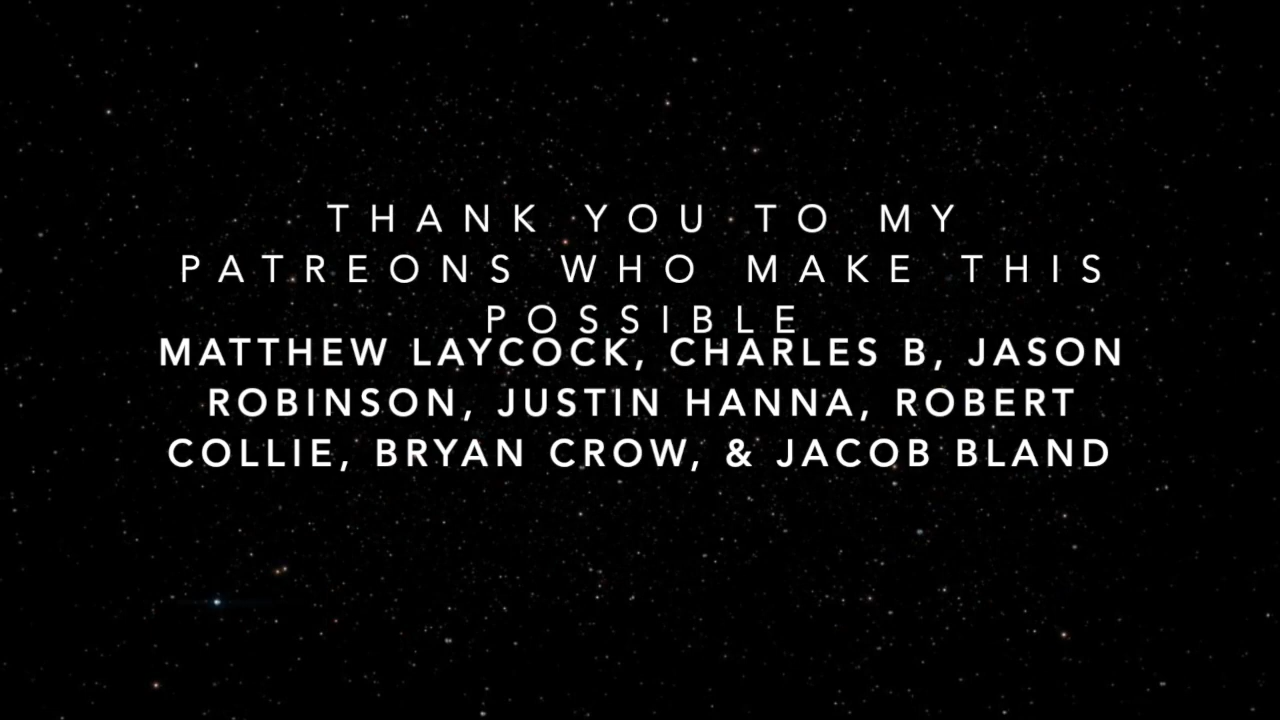 THANK YOU TO MY
PATREONS WHO MAKE THIS
POSSIBLE
MATTHEW LAYCOCK, CHARLES B, JASON
ROBINSON, JUSTIN HANNA, ROBERT
COLLIE, BRYAN CROW, & JACOB BLAND